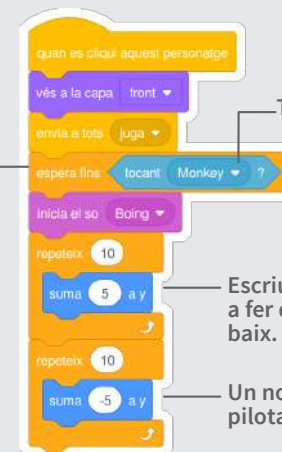 quan es cliqui aquest personatge
vés a la capa front
envia a tots juga
espera fins tocant Monkey ?
inicia el so Boing
repeteix 10
suma 5 a y
repeteix 10
suma -5 a y
Escriu
a fer
baix.
Un
pilota